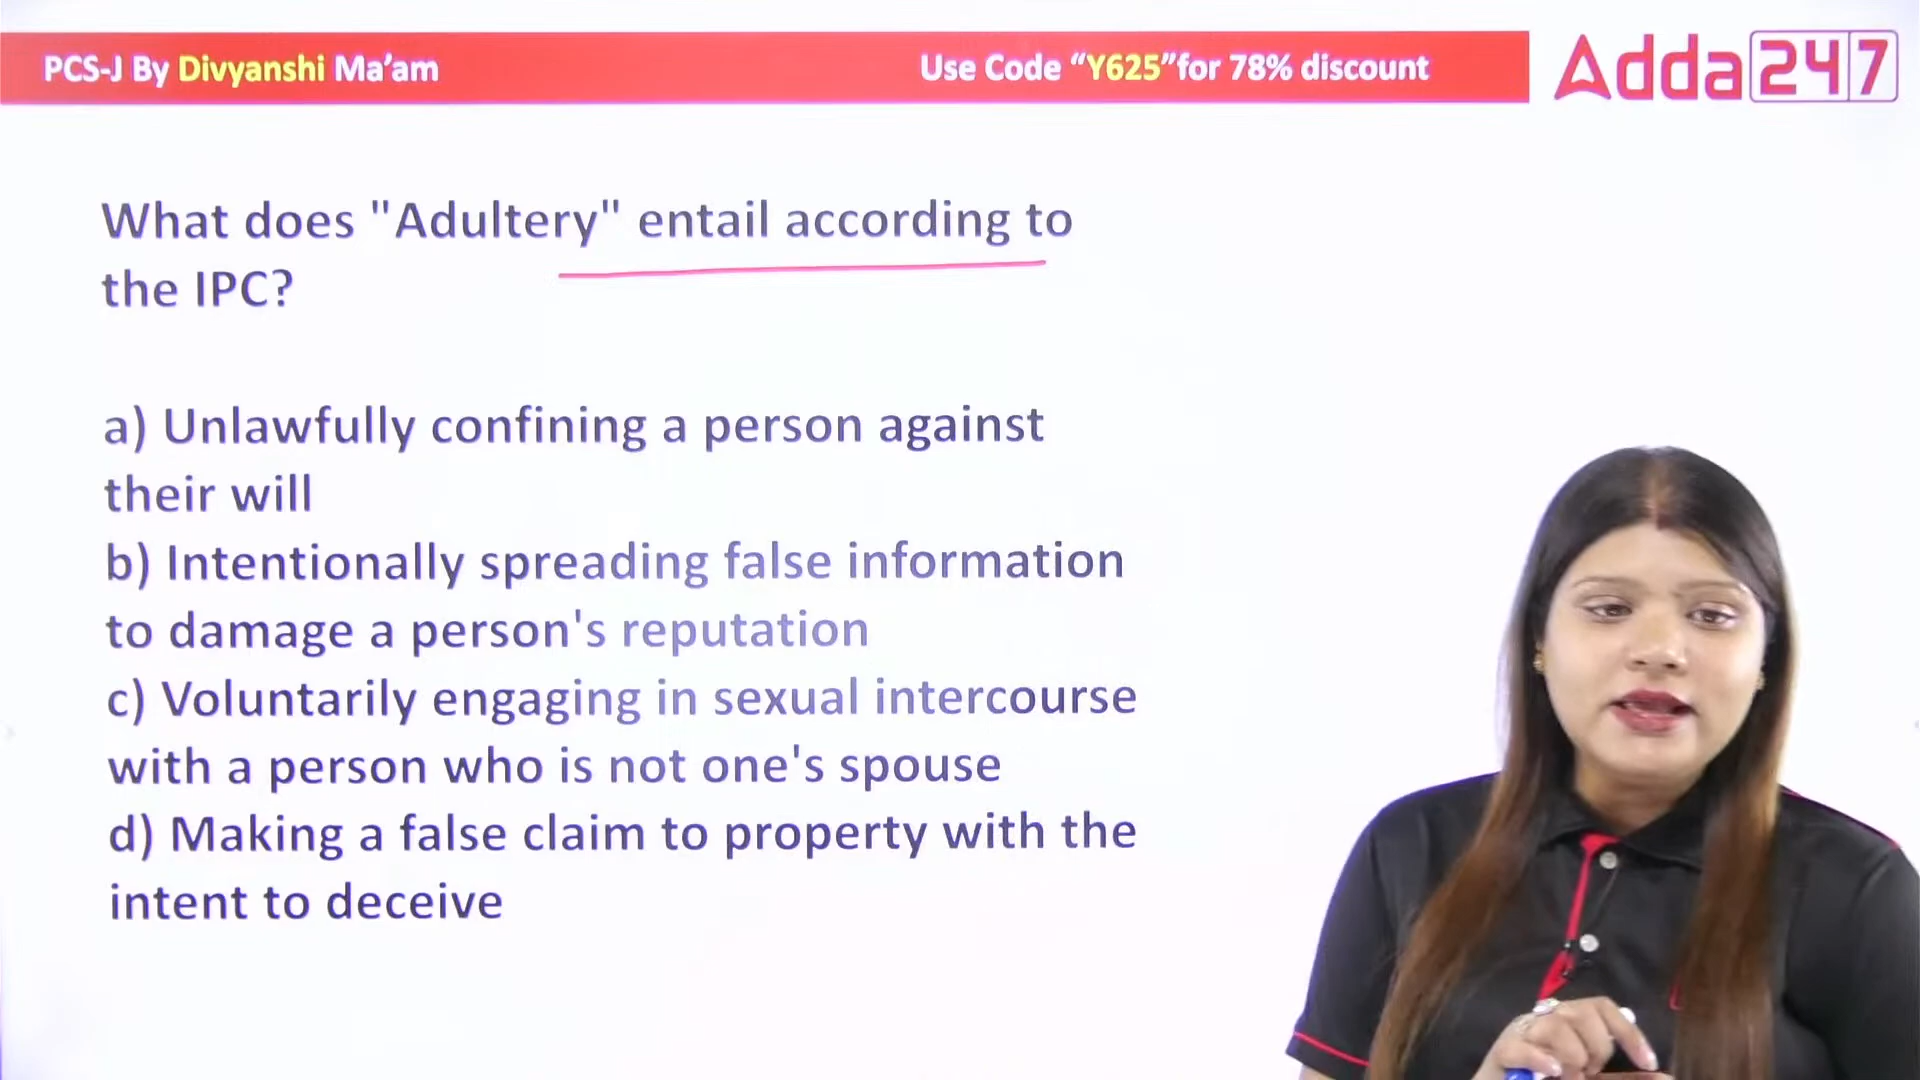 PCS-J By Divyanshi Ma’am
Use Code “Y625”for 78% discount
Adda247
What does "Adultery" entail according to
the IPC?
a) Unlawfully confining a person against
their will
b) Intentionally spreading false information
to damage a person's reputation
c) Voluntarily engaging in sexual intercourse
with a person who is not one's spouse
d) Making a false claim to property with the
intent to deceive